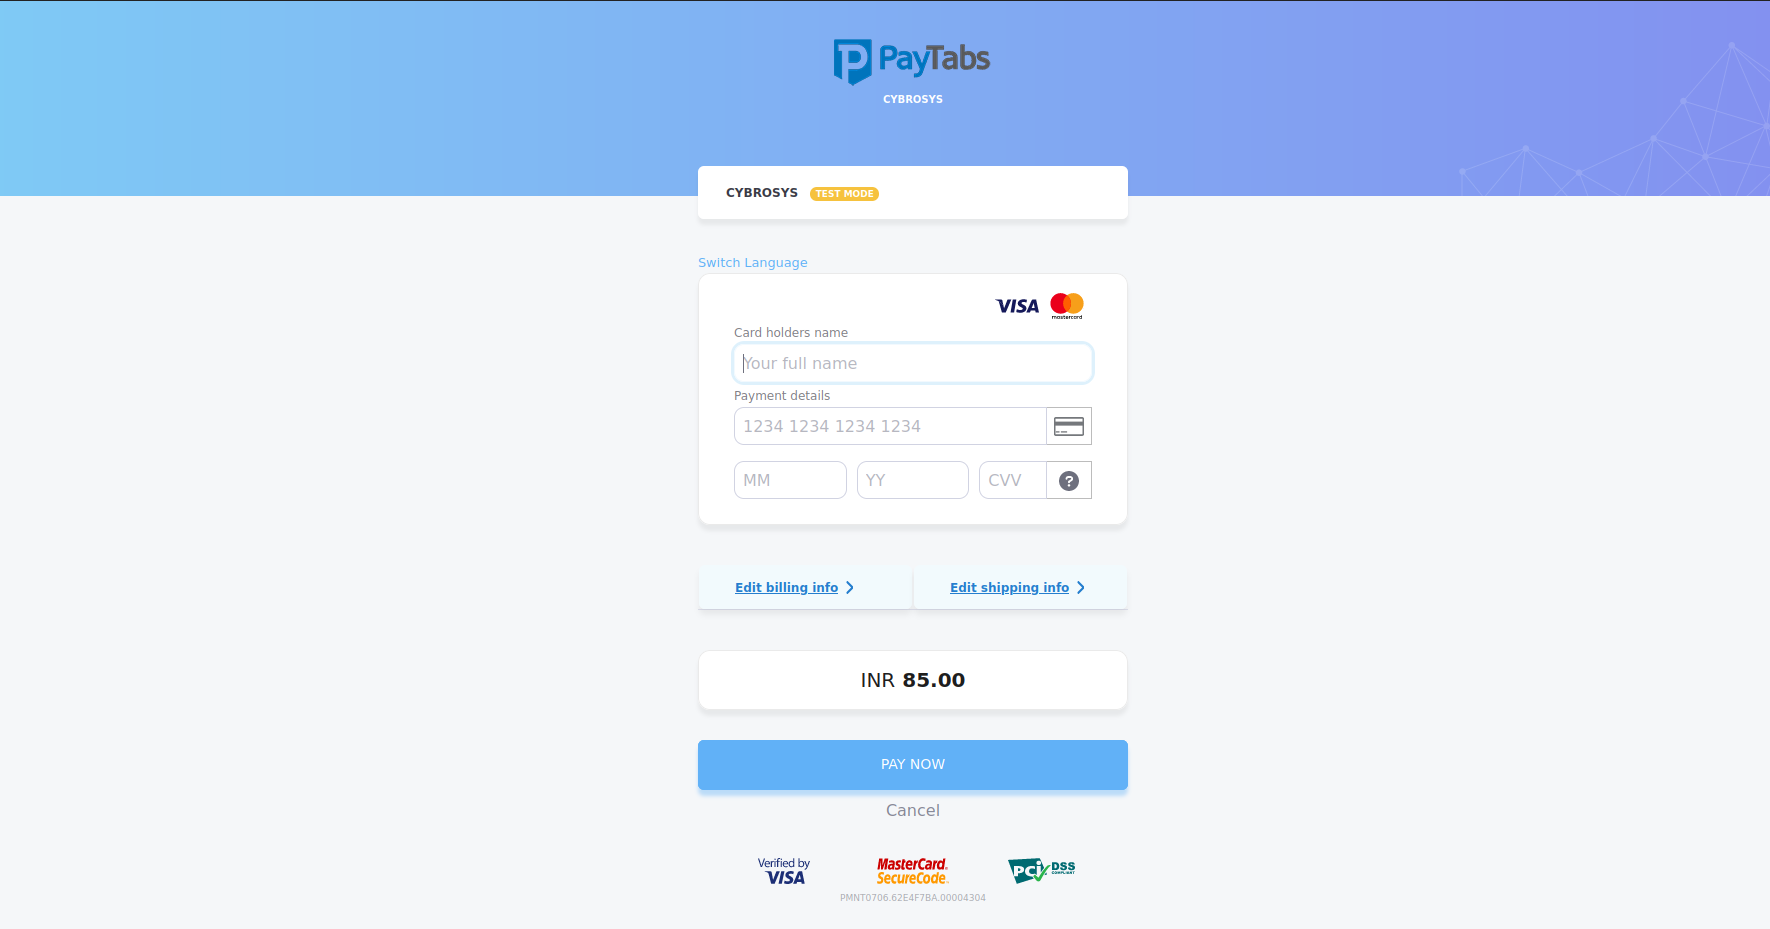 PayTabs
CYBROSYS
CYBROSYS TEST MODE
Switch Language
VISA mastercard
Card holders name
Your full name
Payment details
1234 1234 1234 1234
MM YY CVV ?
Edit billing info Edit shipping info
INR 85.00
PAY NOW
Cancel
Verified by VISA MasterCard. SecureCode. PCi DSS COMPLIANT
PMNT0706.62E4F7BA.00004304